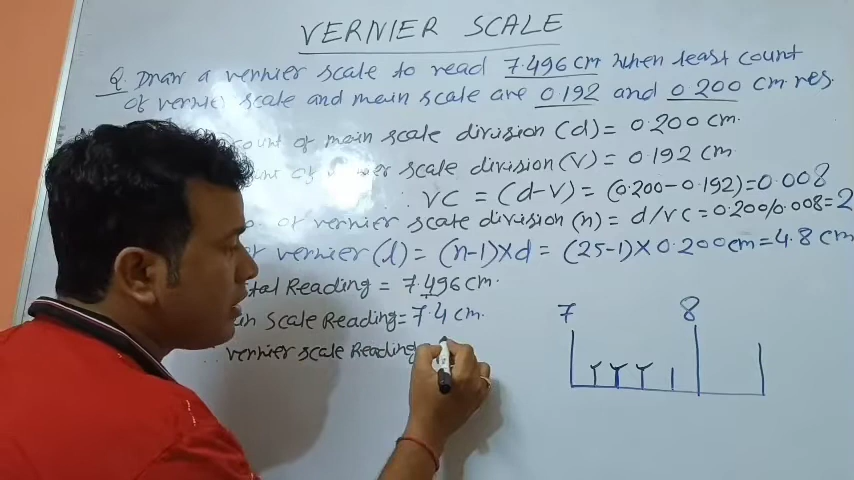 VERNIER SCALE
Q. Draw a vernier scale to read 7.496 cm when least count
of vernier scale and main scale are 0.192 and 0.200 cm. res.
count of main scale division (d) = 0.200 cm.
scale division (v) = 0.192 cm
∴ VC = (d-v) = (0.200-0.192) = 0.008
of vernier scale division (n) = d/vc = 0.200/0.008 = 2
vernier (l) = (n-1)×d = (25-1)×0.200cm = 4.8 cm
Reading = 7.496 cm.
Scale Reading = 7.4 cm.
∴ vernier scale Reading
7 8